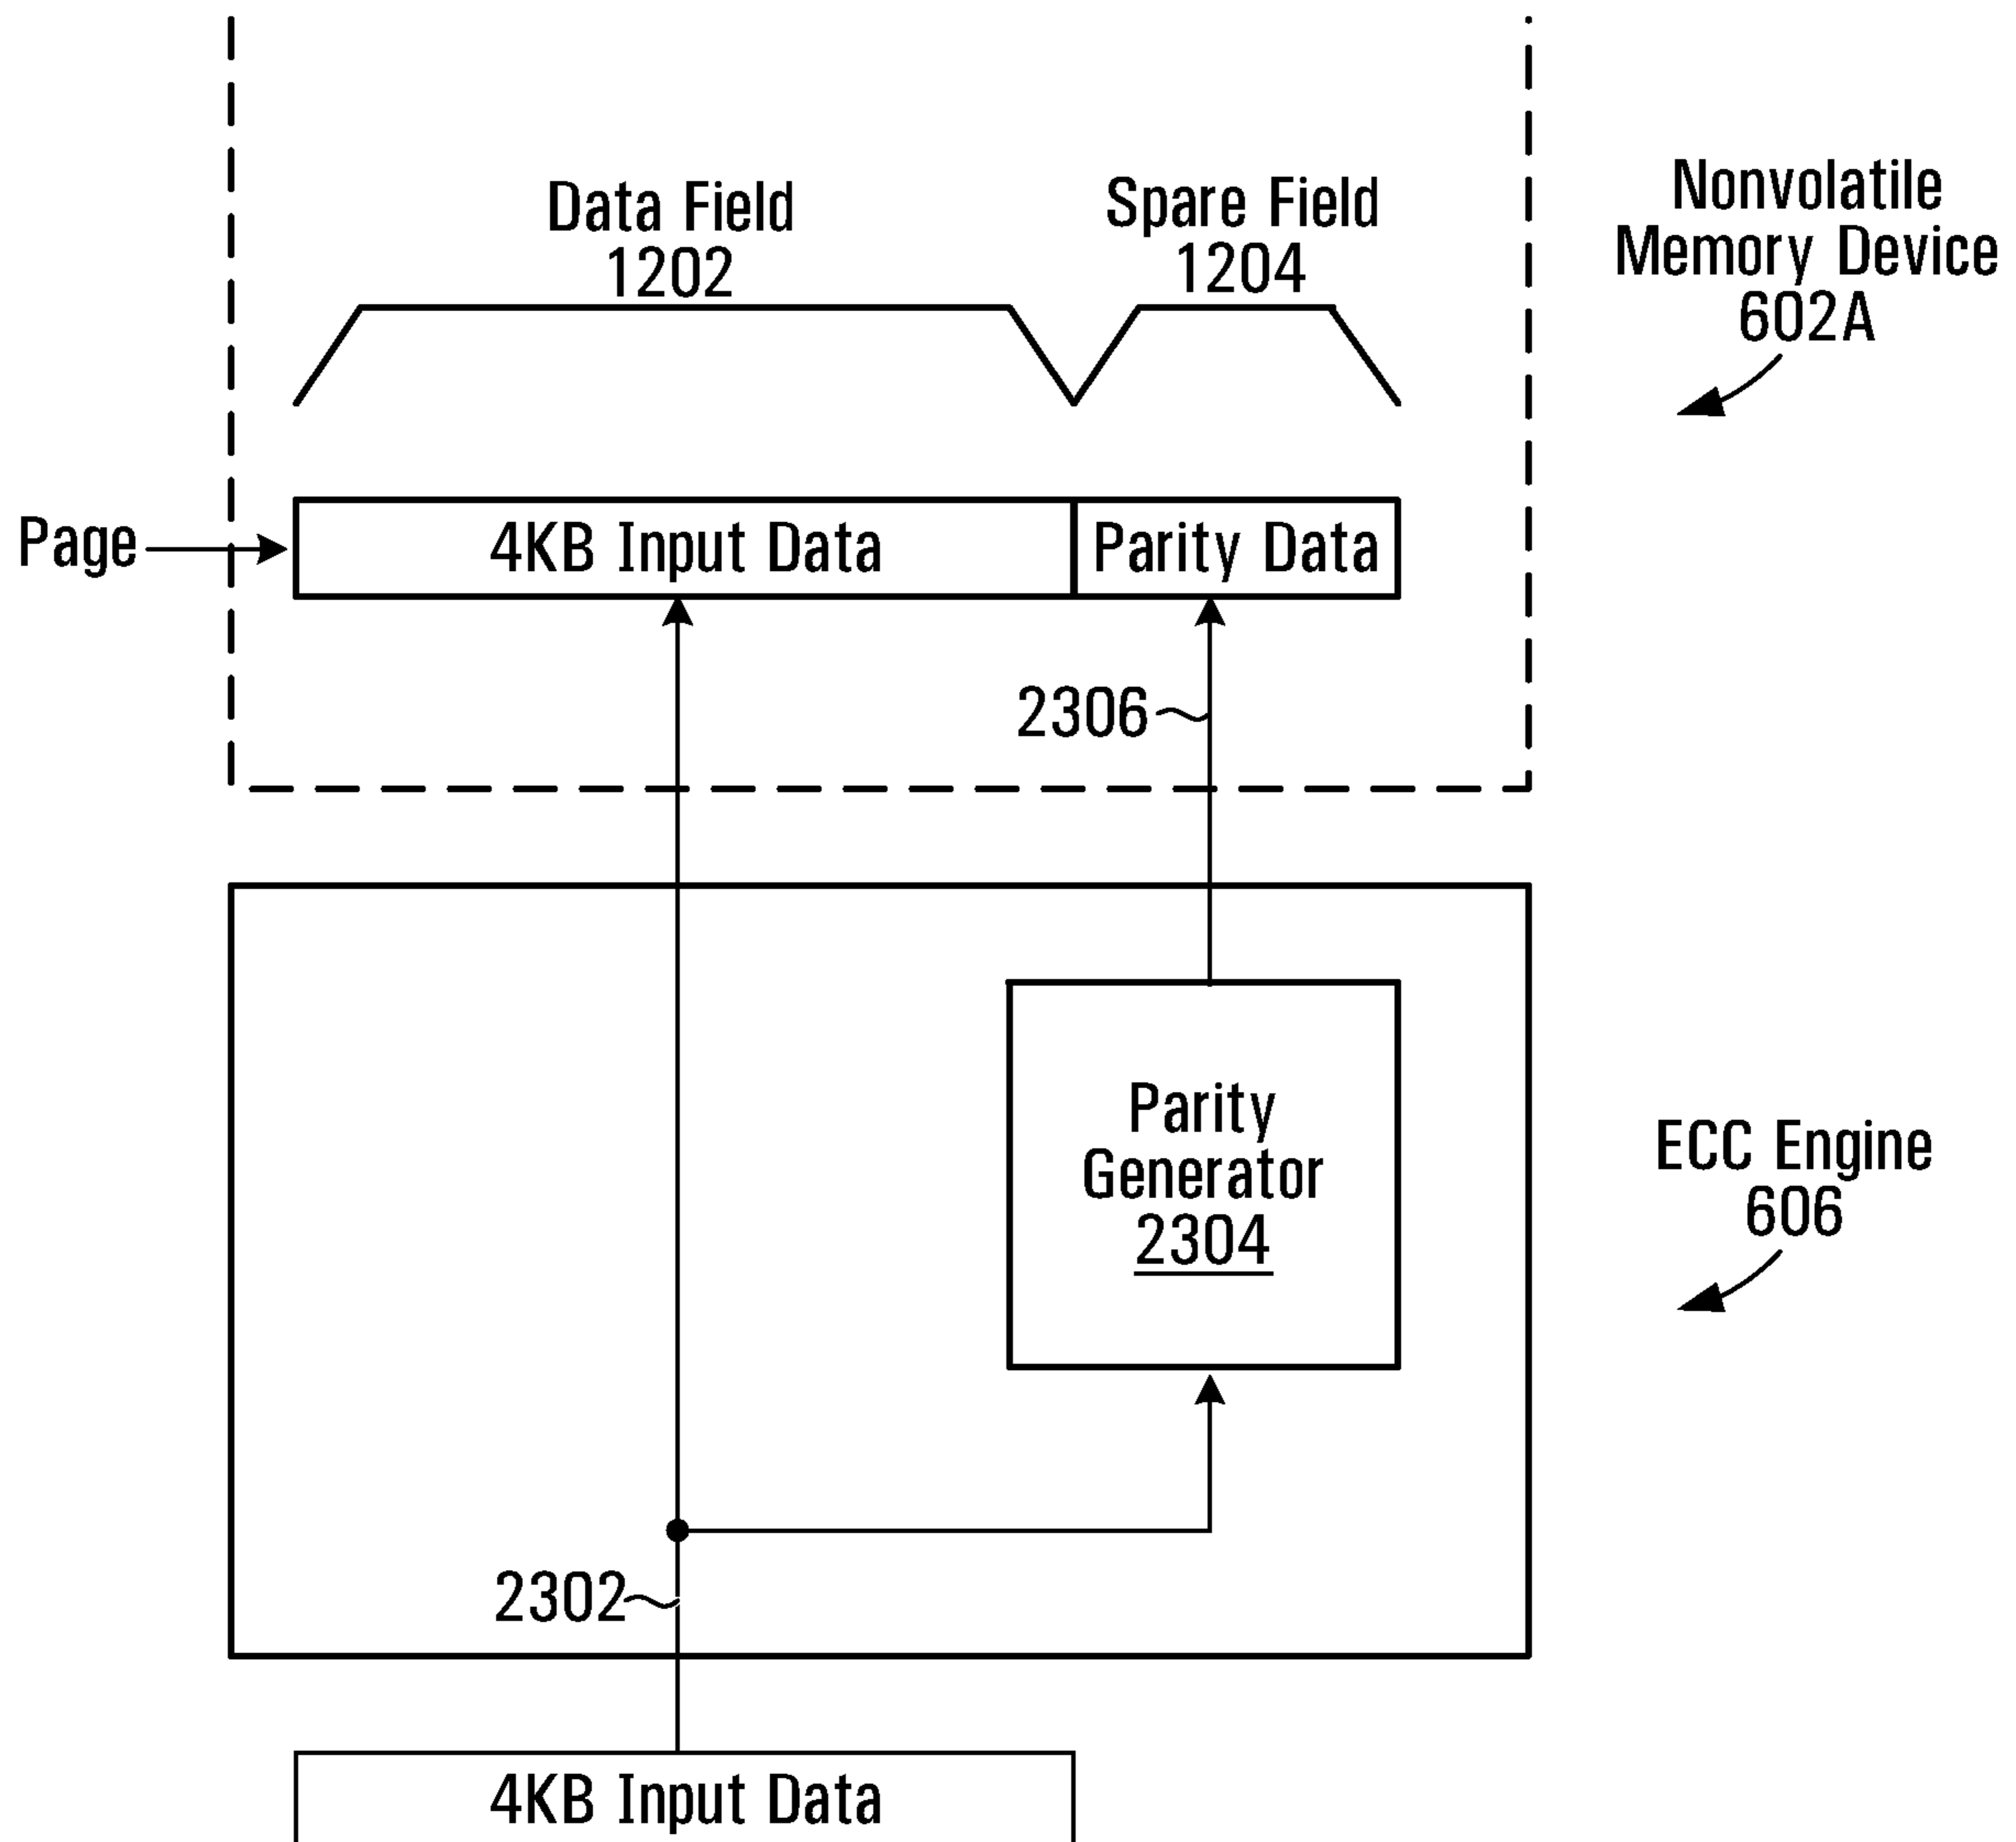 Data Field
1202
Spare Field
1204
Nonvolatile
Memory Device
602A
Page
4KB Input Data
Parity Data
2306
Parity
Generator
2304
ECC Engine
606
2302
4KB Input Data